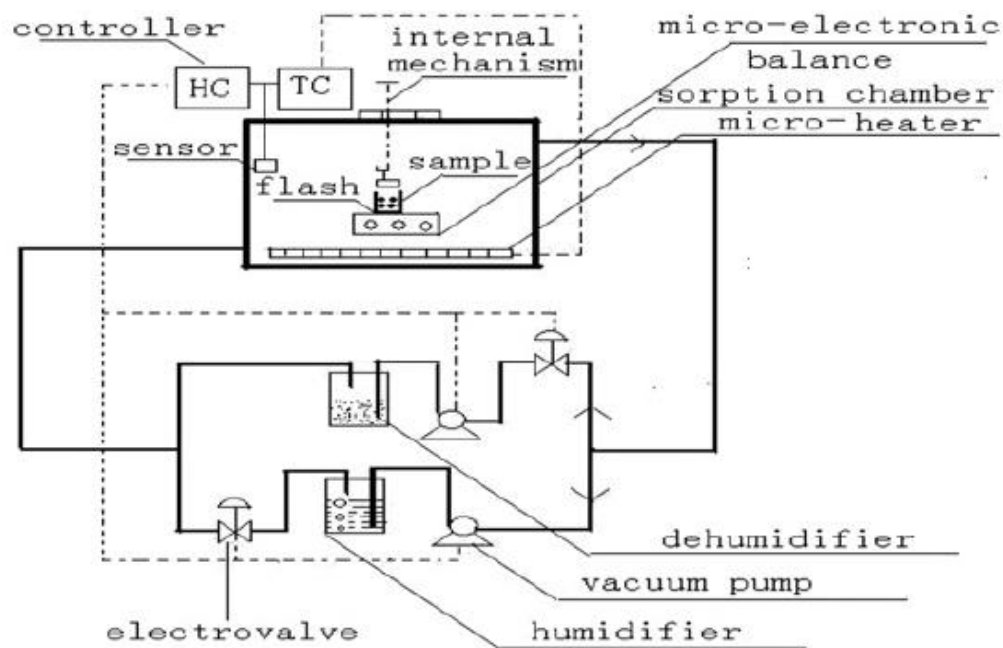 controller
internal
mechanism
micro-electronic
balance
HC
TC
sorption chamber
micro-heater
sensor
sample
flash
dehumidifier
vacuum pump
electrovalve
humidifier